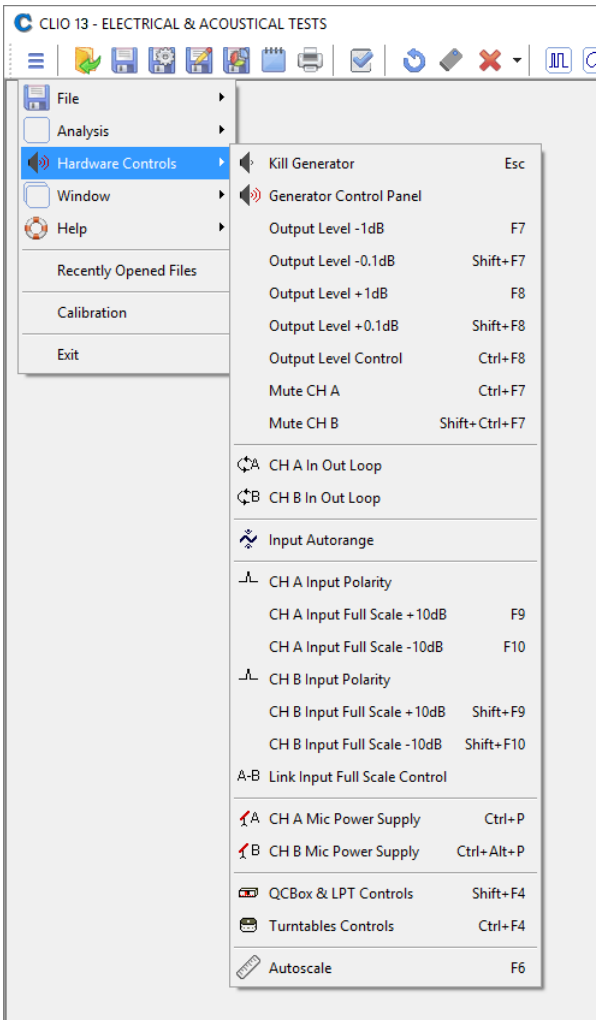 CLIO 13 - ELECTRICAL & ACOUSTICAL TESTS
File
Analysis
Hardware Controls
Window
Help
Recently Opened Files
Calibration
Exit
Kill Generator Esc
Generator Control Panel
Output Level -1dB F7
Output Level -0.1dB Shift+F7
Output Level +1dB F8
Output Level +0.1dB Shift+F8
Output Level Control Ctrl+F8
Mute CH A Ctrl+F7
Mute CH B Shift+Ctrl+F7
A CH A In Out Loop
B CH B In Out Loop
Input Autorange
CH A Input Polarity
CH A Input Full Scale +10dB F9
CH A Input Full Scale -10dB F10
CH B Input Polarity
CH B Input Full Scale +10dB Shift+F9
CH B Input Full Scale -10dB Shift+F10
A-B Link Input Full Scale Control
A CH A Mic Power Supply Ctrl+P
B CH B Mic Power Supply Ctrl+Alt+P
QCBox & LPT Controls Shift+F4
Turntables Controls Ctrl+F4
Autoscale F6